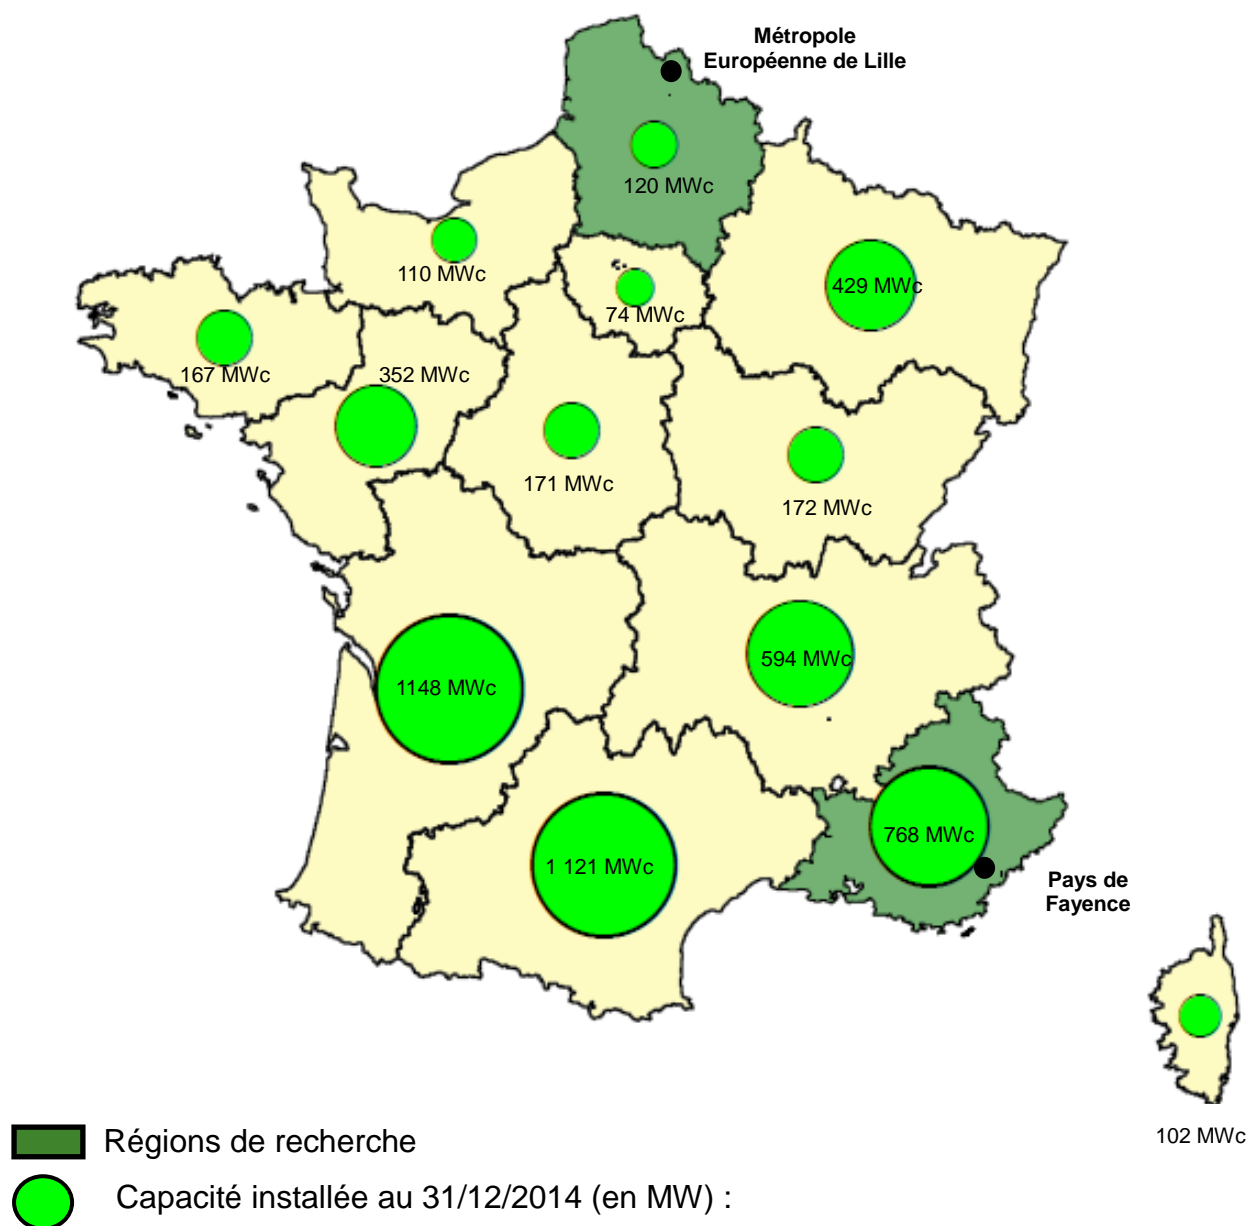 Métropole
Européenne de Lille
120 MWc
110 MWc
429 MWc
74 MWc
167 MWc
352 MWc
171 MWc
172 MWc
594 MWc
1148 MWc
768 MWc
1 121 MWc
Pays de
Fayence
102 MWc
Régions de recherche
Capacité installée au 31/12/2014 (en MW) :